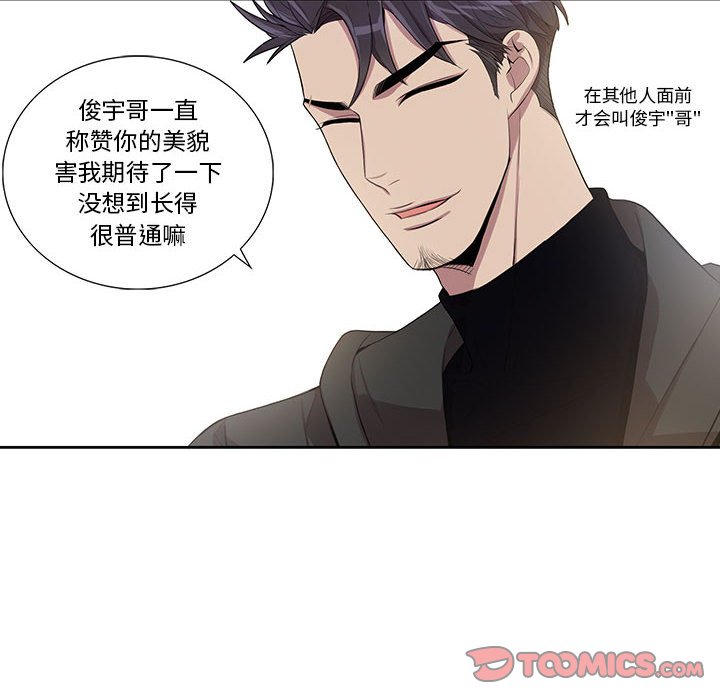 俊宇哥一直
称赞你的美貌
害我期待了一下
没想到长得
很普通嘛
在其他人面前
才会叫俊宇"哥"
TOOMICS.COM